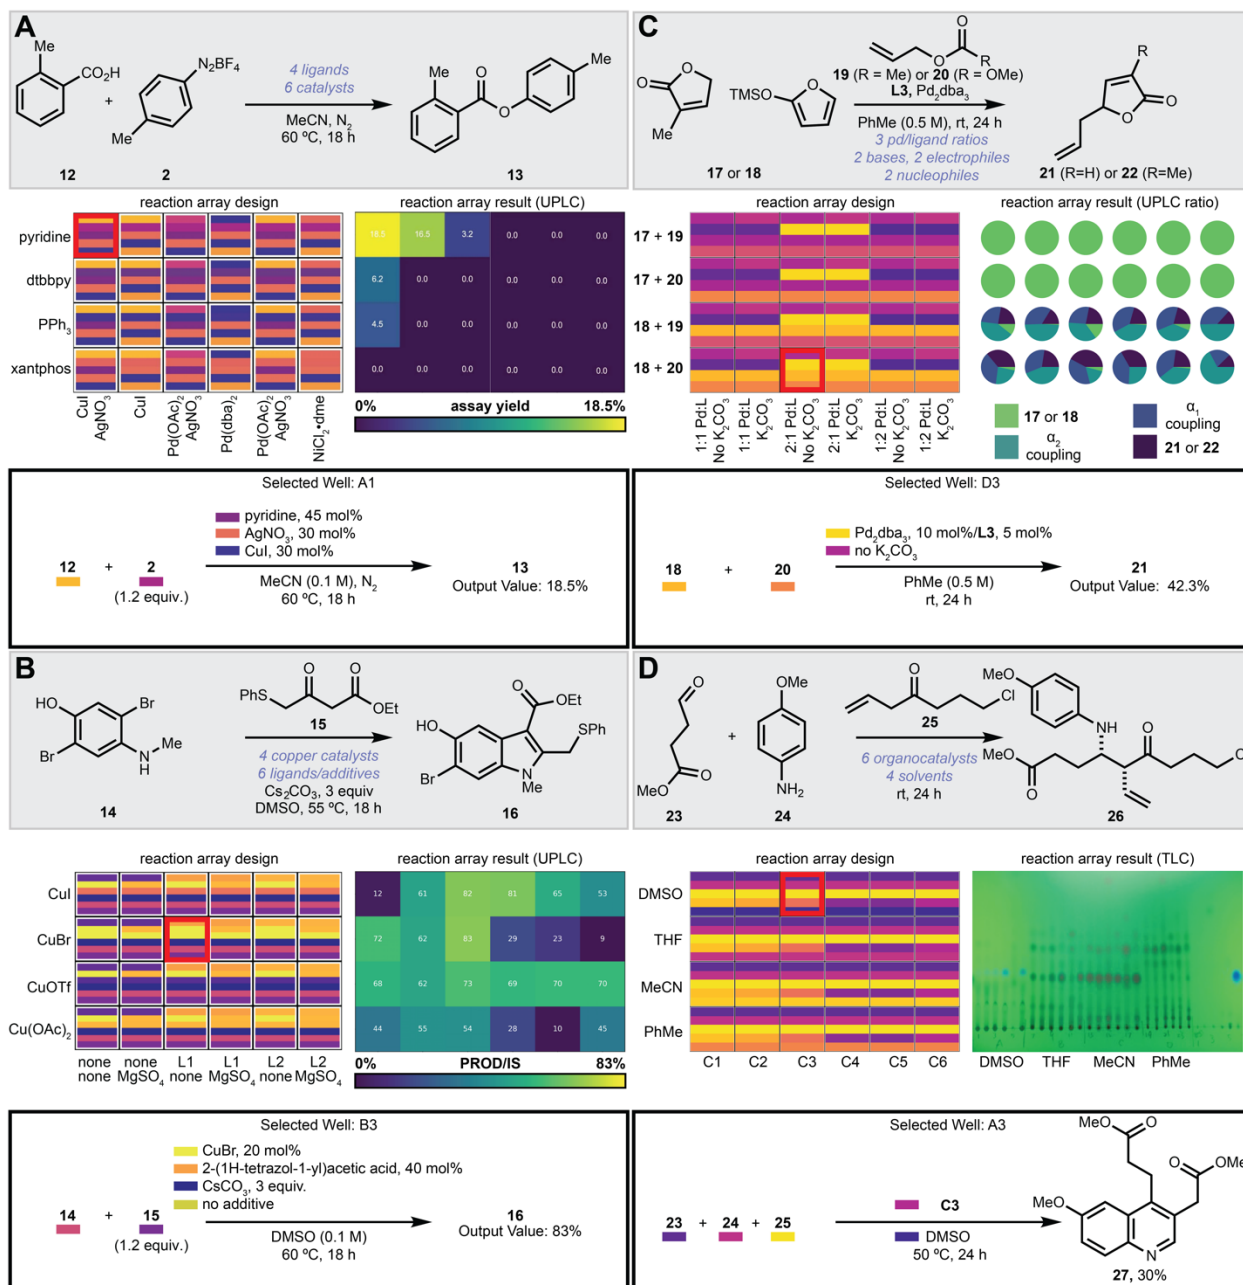 A
Me
CO₂H
12
+
N₂BF₄
Me
2
4 ligands
6 catalysts
MeCN, N₂
60 ºC, 18 h
Me
O
O
Me
13
reaction array design
reaction array result (UPLC)
pyridine
dtbbpy
PPh₃
xantphos
18.5 16.5 3.2 0.0 0.0 0.0
6.2 0.0 0.0 0.0 0.0 0.0
4.5 0.0 0.0 0.0 0.0 0.0
0.0 0.0 0.0 0.0 0.0 0.0
CuI AgNO₃
CuI
Pd(OAc)₂ AgNO₃
Pd(dba)₂
Pd(OAc)₂ AgNO₃
NiCl₂•dme
0% assay yield 18.5%
Selected Well: A1
pyridine, 45 mol%
AgNO₃, 30 mol%
CuI, 30 mol%
12 + 2
(1.2 equiv.)
MeCN (0.1 M), N₂
60 ºC, 18 h
13
Output Value: 18.5%
C
O
O
Me
17 or 18
TMSO
O
O
O
R
19 (R = Me) or 20 (R = OMe)
L3, Pd₂dba₃
PhMe (0.5 M), rt, 24 h
3 pd/ligand ratios
2 bases, 2 electrophiles
2 nucleophiles
R
O
O
21 (R=H) or 22 (R=Me)
reaction array design
reaction array result (UPLC ratio)
17 + 19
17 + 20
18 + 19
18 + 20
1:1 Pd:L No K₂CO₃
1:1 Pd:L K₂CO₃
2:1 Pd:L No K₂CO₃
2:1 Pd:L K₂CO₃
1:2 Pd:L No K₂CO₃
1:2 Pd:L K₂CO₃
17 or 18
α₁ coupling
α₂ coupling
21 or 22
Selected Well: D3
Pd₂dba₃, 10 mol%/L3, 5 mol%
no K₂CO₃
18 + 20
PhMe (0.5 M)
rt, 24 h
21
Output Value: 42.3%
B
HO
Br
Br
N
H
Me
14
PhS
O
O
OEt
15
4 copper catalysts
6 ligands/additives
Cs₂CO₃, 3 equiv
DMSO, 55 ºC, 18 h
O
OEt
HO
SPh
Br
N
Me
16
reaction array design
reaction array result (UPLC)
CuI
CuBr
CuOTf
Cu(OAc)₂
12 61 82 81 65 53
72 62 83 29 23 9
68 62 73 69 70 70
44 55 54 28 10 45
none none
none MgSO₄
L1 none
L1 MgSO₄
L2 none
L2 MgSO₄
0% PROD/IS 83%
Selected Well: B3
CuBr, 20 mol%
2-(1H-tetrazol-1-yl)acetic acid, 40 mol%
CsCO₃, 3 equiv.
no additive
14 + 15
(1.2 equiv.)
DMSO (0.1 M)
60 ºC, 18 h
16
Output Value: 83%
D
O
O
MeO
23
+
OMe
NH₂
24
O
Cl
25
6 organocatalysts
4 solvents
rt, 24 h
MeO
HN
O
MeO
O
C
26
reaction array design
reaction array result (TLC)
DMSO
THF
MeCN
PhMe
C1 C2 C3 C4 C5 C6
DMSO THF MeCN PhMe
Selected Well: A3
C3
23 + 24 + 25
DMSO
50 ºC, 24 h
MeO
O
OMe
O
MeO
N
27, 30%